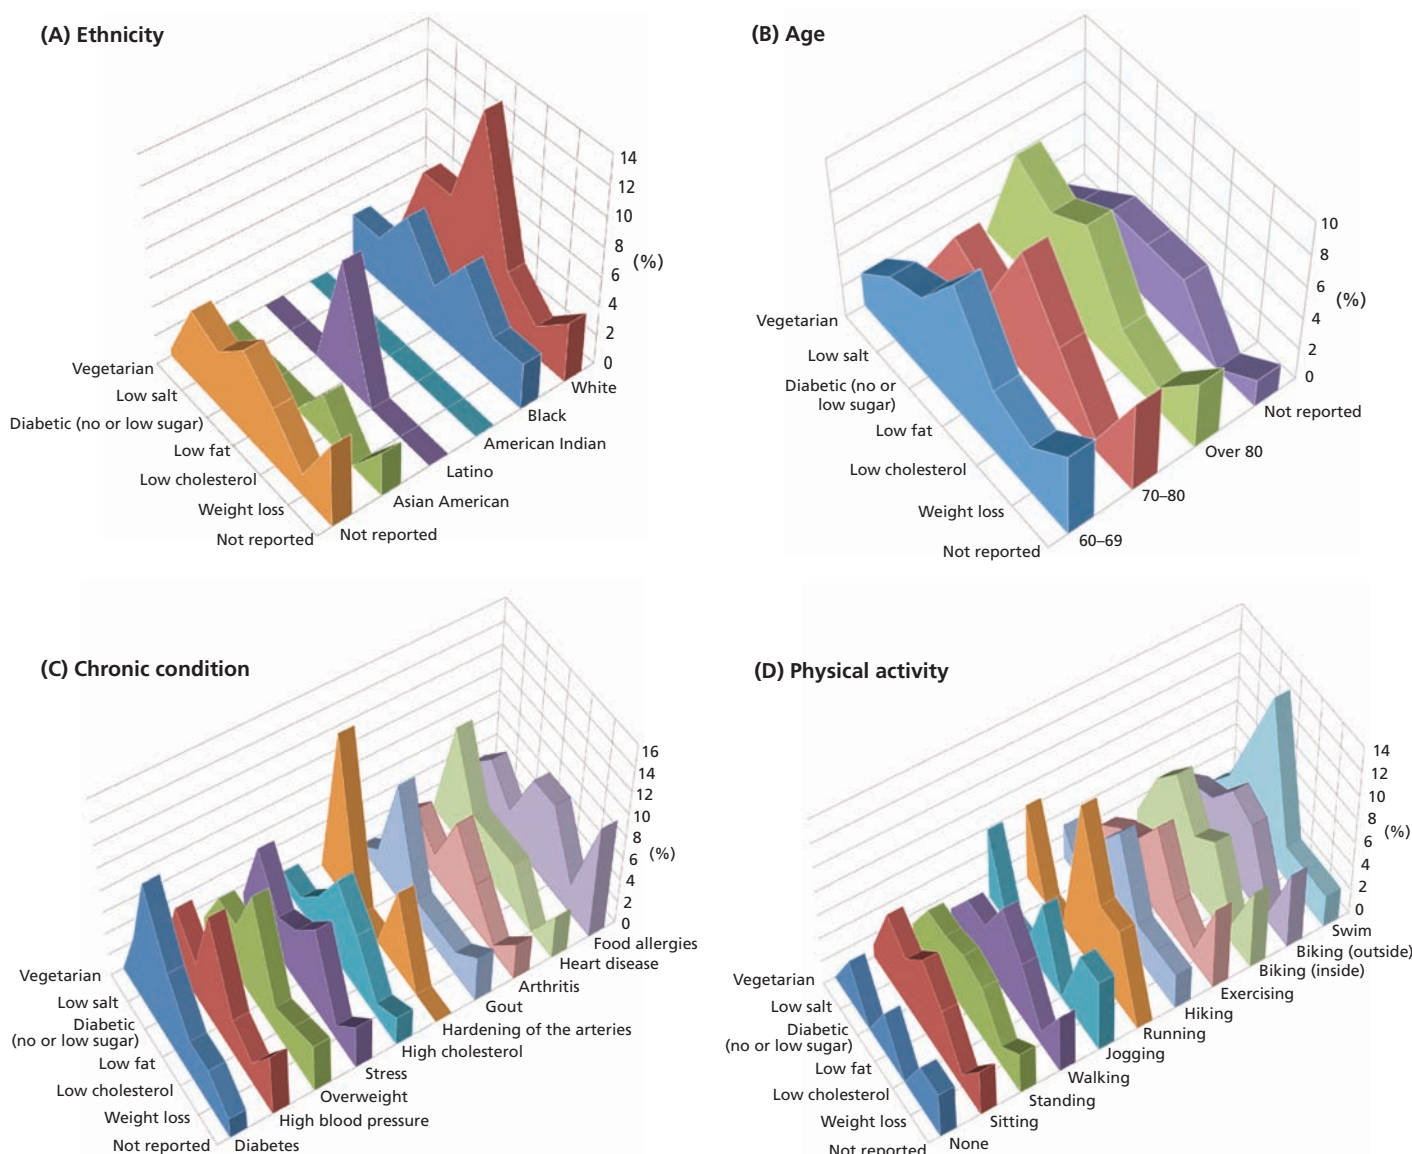 (A) Ethnicity
14
12
10
8
6
4
2
0
(%)
Vegetarian
Low salt
Diabetic (no or low sugar)
Low fat
Low cholesterol
Weight loss
Not reported
Not reported
Asian American
Latino
American Indian
Black
White
(B) Age
10
8
6
4
2
0
(%)
Vegetarian
Low salt
Diabetic (no or
low sugar)
Low fat
Low cholesterol
Weight loss
Not reported
60–69
70–80
Over 80
Not reported
(C) Chronic condition
16
14
12
10
8
6
4
2
0
(%)
Vegetarian
Low salt
Diabetic
(no or low sugar)
Low fat
Low cholesterol
Weight loss
Not reported
Diabetes
High blood pressure
Overweight
Stress
High cholesterol
Hardening of the arteries
Gout
Arthritis
Heart disease
Food allergies
(D) Physical activity
14
12
10
8
6
4
2
0
(%)
Vegetarian
Low salt
Diabetic
(no or low sugar)
Low fat
Low cholesterol
Weight loss
Not reported
None
Sitting
Standing
Walking
Jogging
Running
Hiking
Exercising
Biking (inside)
Biking (outside)
Swim